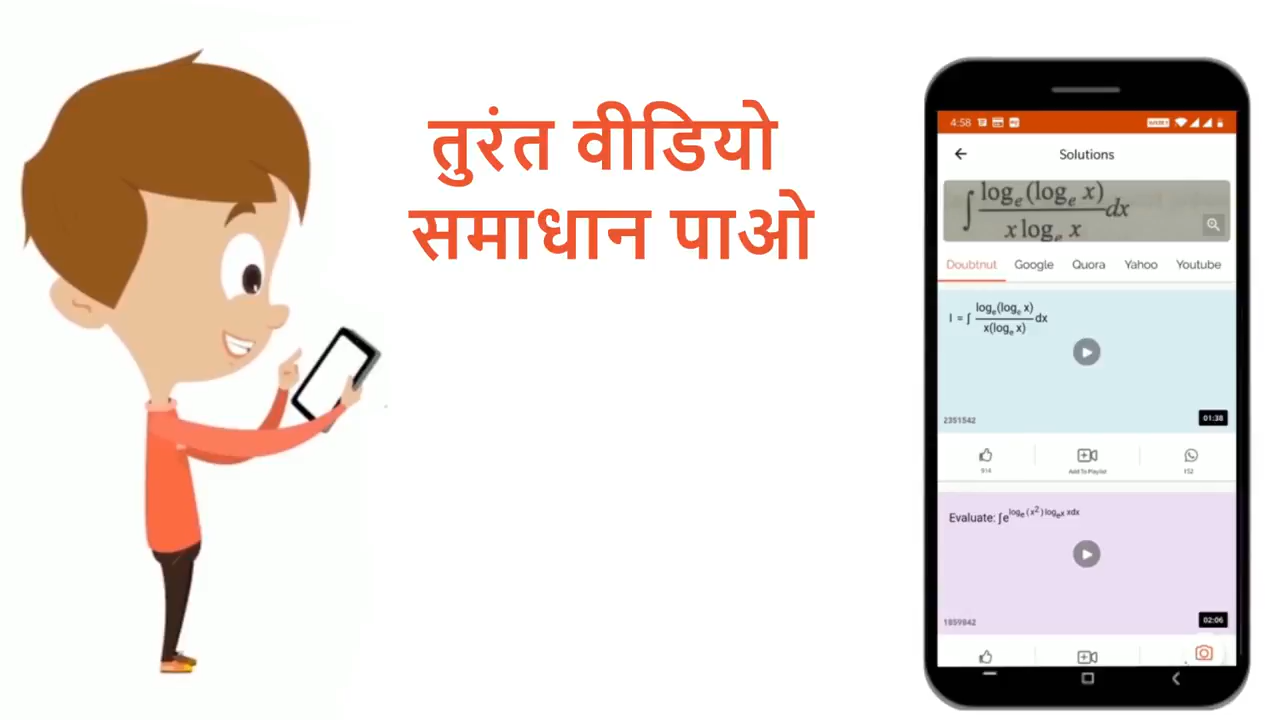 तुरंत वीडियो
समाधान पाओ
4:58
Solutions
∫ logₑ(logₑ x) / x logₑ x dx
Doubtnut Google Quora Yahoo Youtube
I = ∫ logₑ(logₑ x) / x(logₑ x) dx
2351542
01:38
914
Add To Playlist
152
Evaluate: ∫e^logₑ(x²)logₑx xdx
1859842
02:06